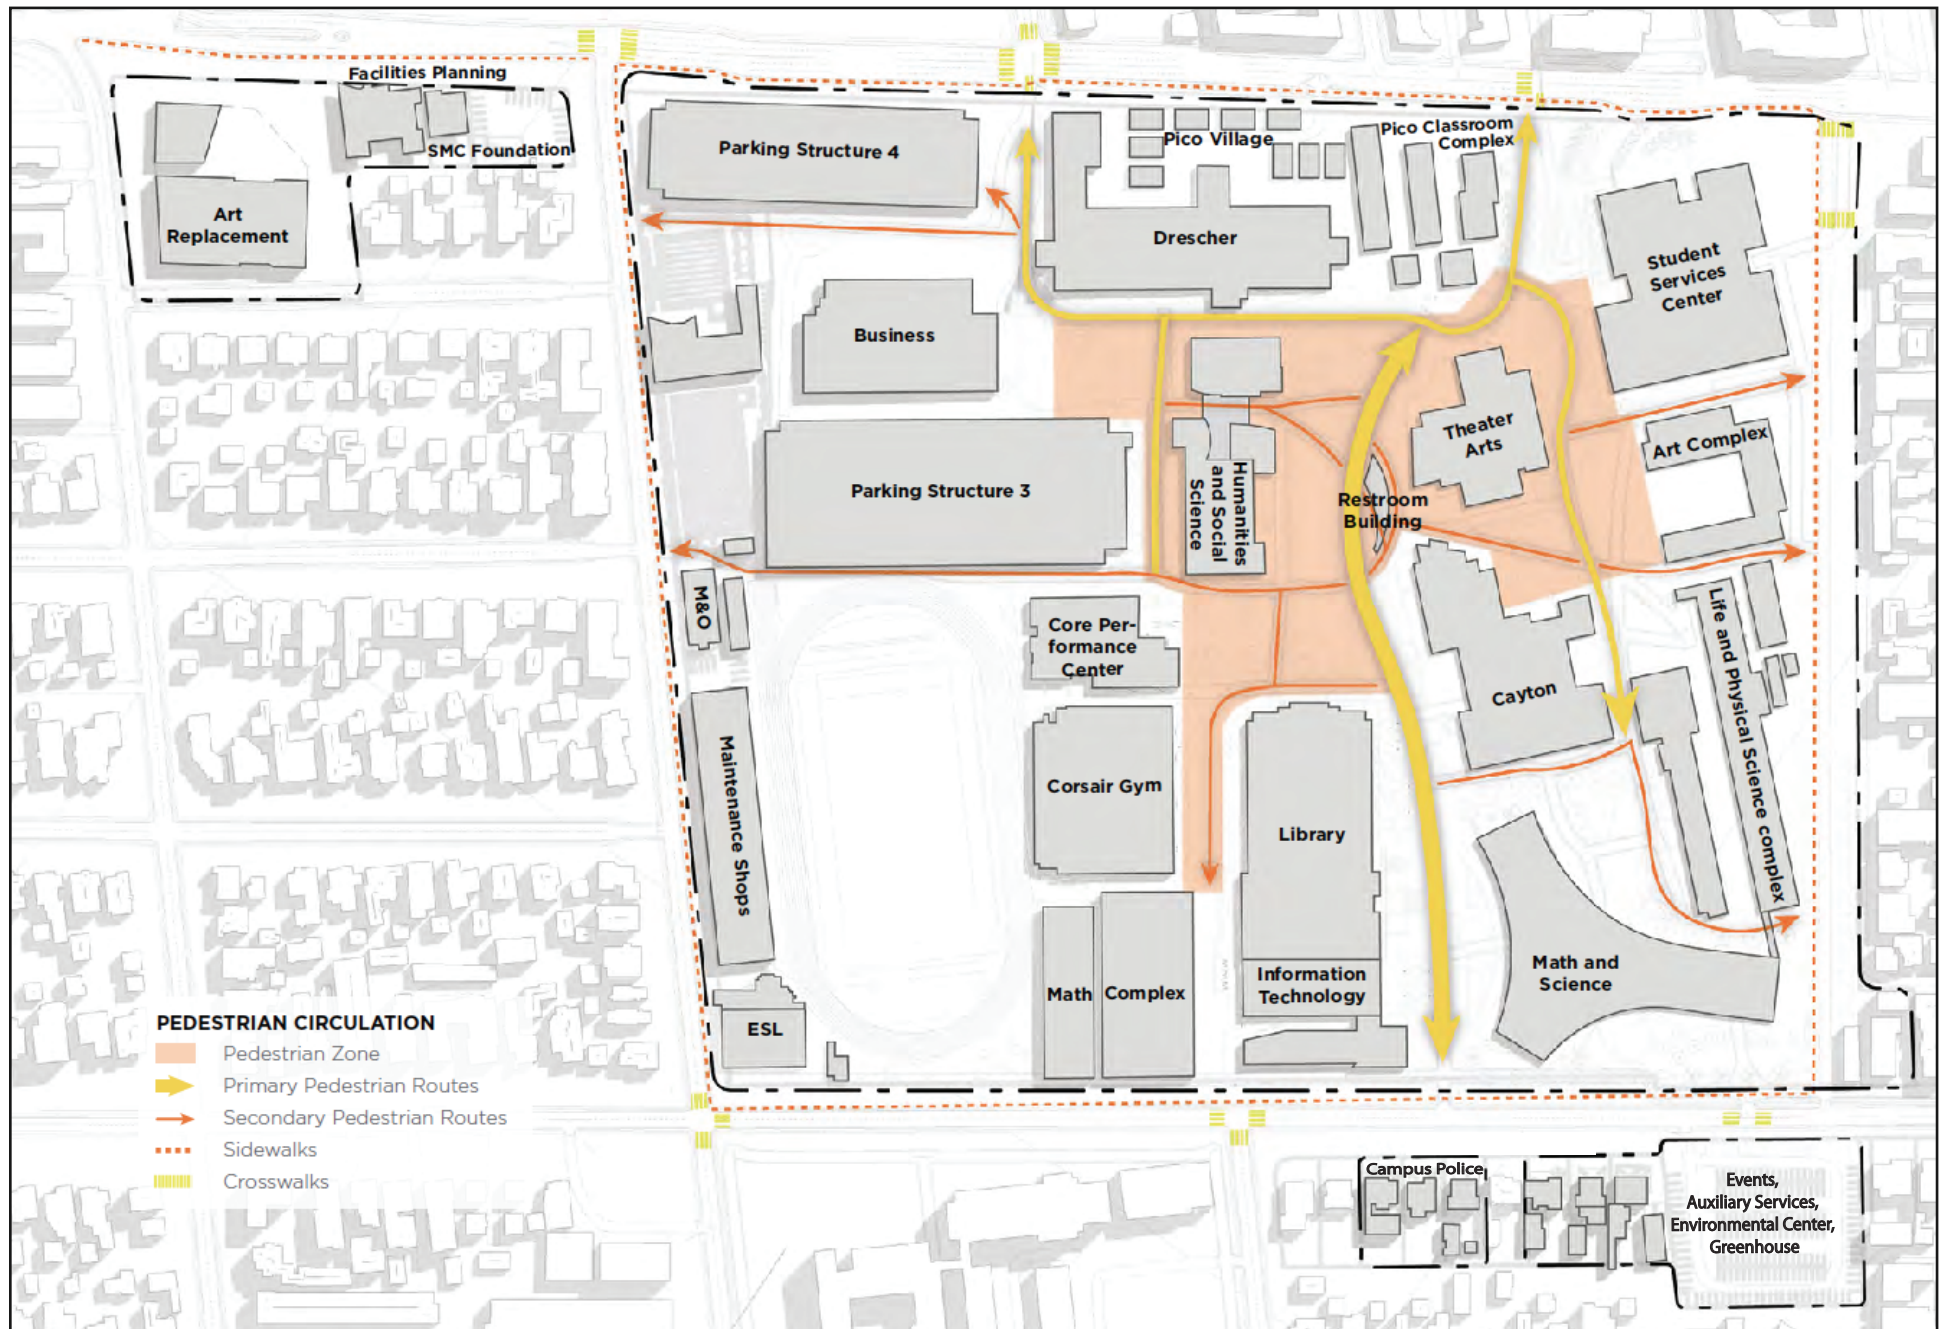 Facilities Planning
SMC Foundation
Art
Replacement
Parking Structure 4
Pico Village
Pico Classroom
Complex
Drescher
Student
Services
Center
Business
Theater
Arts
Art Complex
Parking Structure 3
Humanities
and Social
Science
Restroom
Building
M&O
Core Per-
formance
Center
Cayton
Life and Physical Science complex
Maintenance Shops
Corsair Gym
Library
Math and
Science
Information
Technology
Math
Complex
ESL
PEDESTRIAN CIRCULATION
Pedestrian Zone
Primary Pedestrian Routes
Secondary Pedestrian Routes
Sidewalks
Crosswalks
Campus Police
Events,
Auxiliary Services,
Environmental Center,
Greenhouse